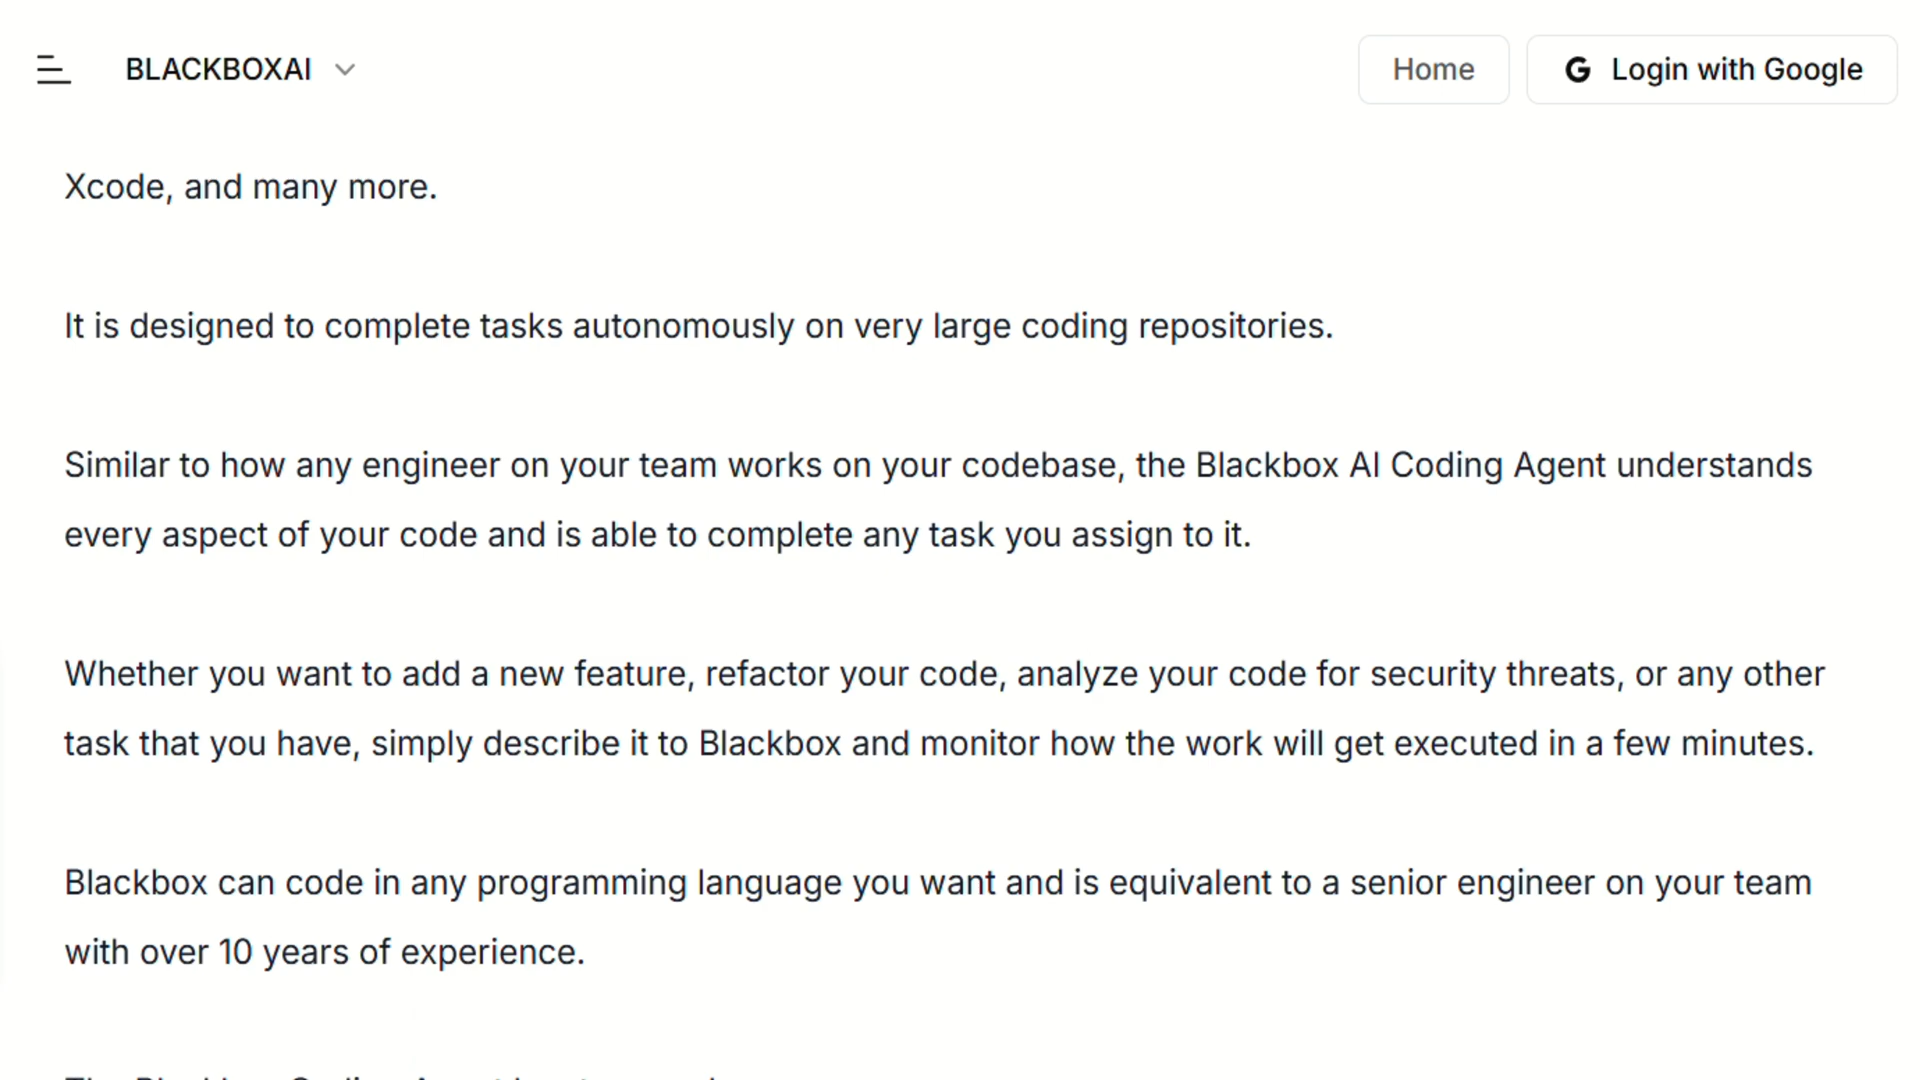 BLACKBOXAI
Home
Login with Google
Xcode, and many more.
It is designed to complete tasks autonomously on very large coding repositories.
Similar to how any engineer on your team works on your codebase, the Blackbox AI Coding Agent understands
every aspect of your code and is able to complete any task you assign to it.
Whether you want to add a new feature, refactor your code, analyze your code for security threats, or any other
task that you have, simply describe it to Blackbox and monitor how the work will get executed in a few minutes.
Blackbox can code in any programming language you want and is equivalent to a senior engineer on your team
with over 10 years of experience.